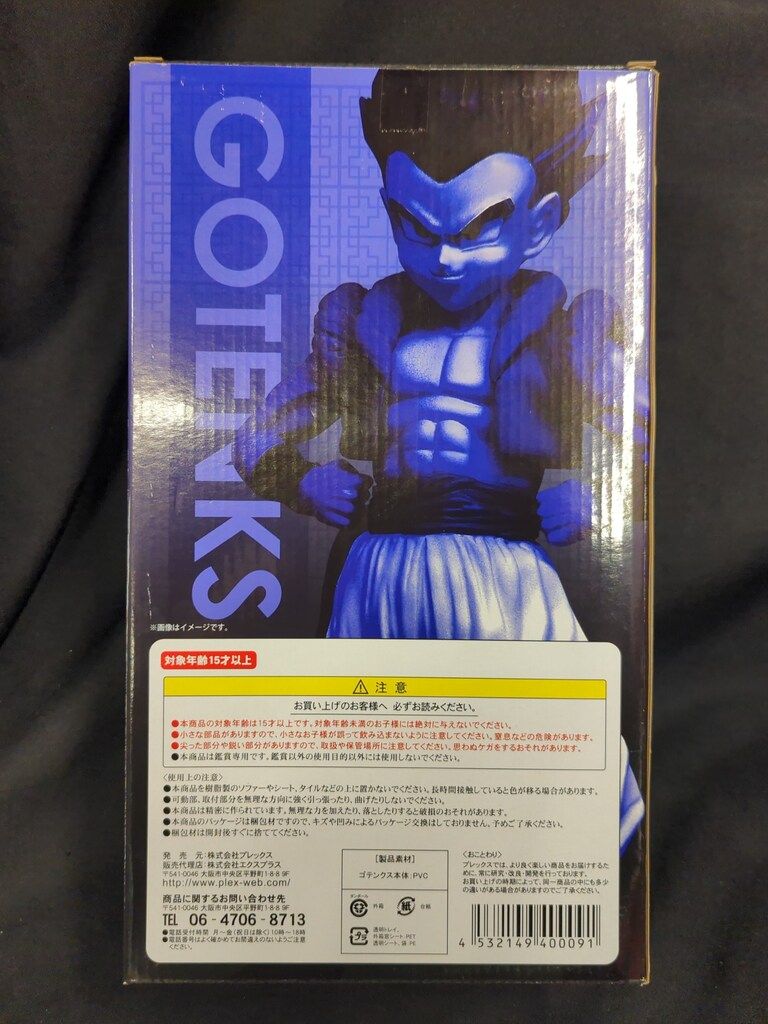 GOTENKS
※画像はイメージです。
対象年齢15才以上
⚠ 注意
お買い上げのお客様へ 必ずお読みください。
●本商品の対象年齢は15才以上です。対象年齢未満のお子様には絶対に与えないでください。
●小さな部品がありますので、小さなお子様が誤って飲み込まないように注意してください。窒息などの危険があります。
●尖った部分や鋭い部分がありますので、取扱や保管場所に注意してください。思わぬケガをするおそれがあります。
●本商品は鑑賞専用です。鑑賞以外の使用目的以外には使用しないでください。
〈使用上の注意〉
●本商品を樹脂製のソファーやシート、タイルなどの上に置かないでください。長時間接触していると色が移る場合があります。
●可動部、取付部分を無理な方向に強く引っ張ったり、曲げたりしないでください。
●本商品は精密に作られています。無理な力を加えたり、落としたりすると破損のおそれがあります。
●本商品のパッケージは梱包材ですので、キズや凹みによるパッケージ交換はしておりません。予めご了承ください。
●梱包材は開封後すぐに捨ててください。
発売元:株式会社プレックス
販売代理店:株式会社エクスプラス
〒541-0046 大阪市中央区平野町1-8-8 9F
http://www.plex-web.com/
商品に関するお問い合わせ先
〒541-0046 大阪市中央区平野町1-8-8 9F
TEL 06-4706-8713
●電話受付時間 月〜金(祝日は除く)10時〜18時
●電話番号はよく確かめてお間違えのないようご注意ください。
[製品素材]
ゴテンクス本体:PVC
ダンボール
外箱
紙
台紙
プラ
透明トレイ、
外箱窓シート:PET
透明シート、袋:PE
〈おことわり〉
プレックスでは、より良く楽しい商品をお届けするために、常に研究・改良・開発を行っております。
お買い上げの時期によって、同一商品の中にも多少の違いがある場合がありますのでご了承ください。
4 532149 400091